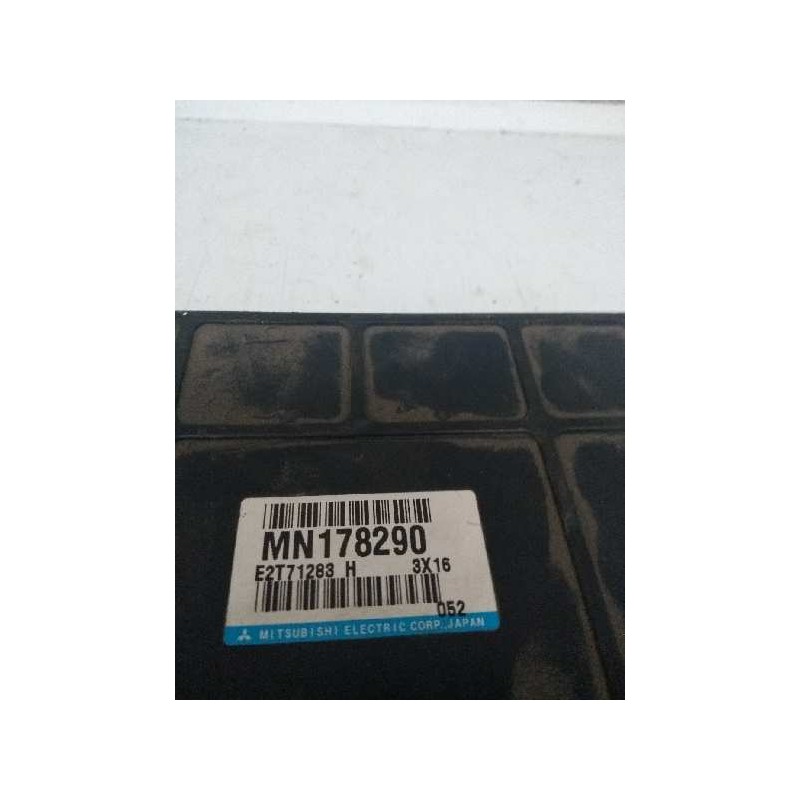 MN178290
E2T71283 H 3X16
052
MITSUBISHI ELECTRIC CORP., JAPAN